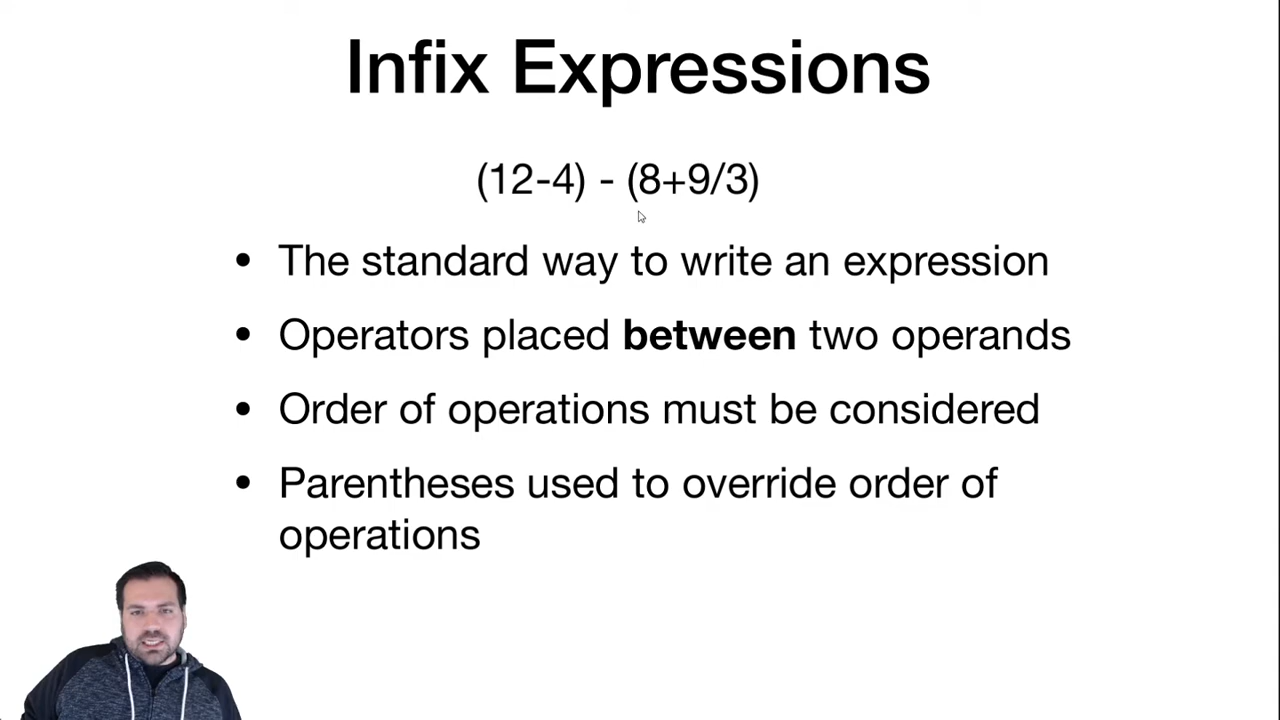 Infix Expressions
(12-4) - (8+9/3)
• The standard way to write an expression
• Operators placed between two operands
• Order of operations must be considered
• Parentheses used to override order of
operations